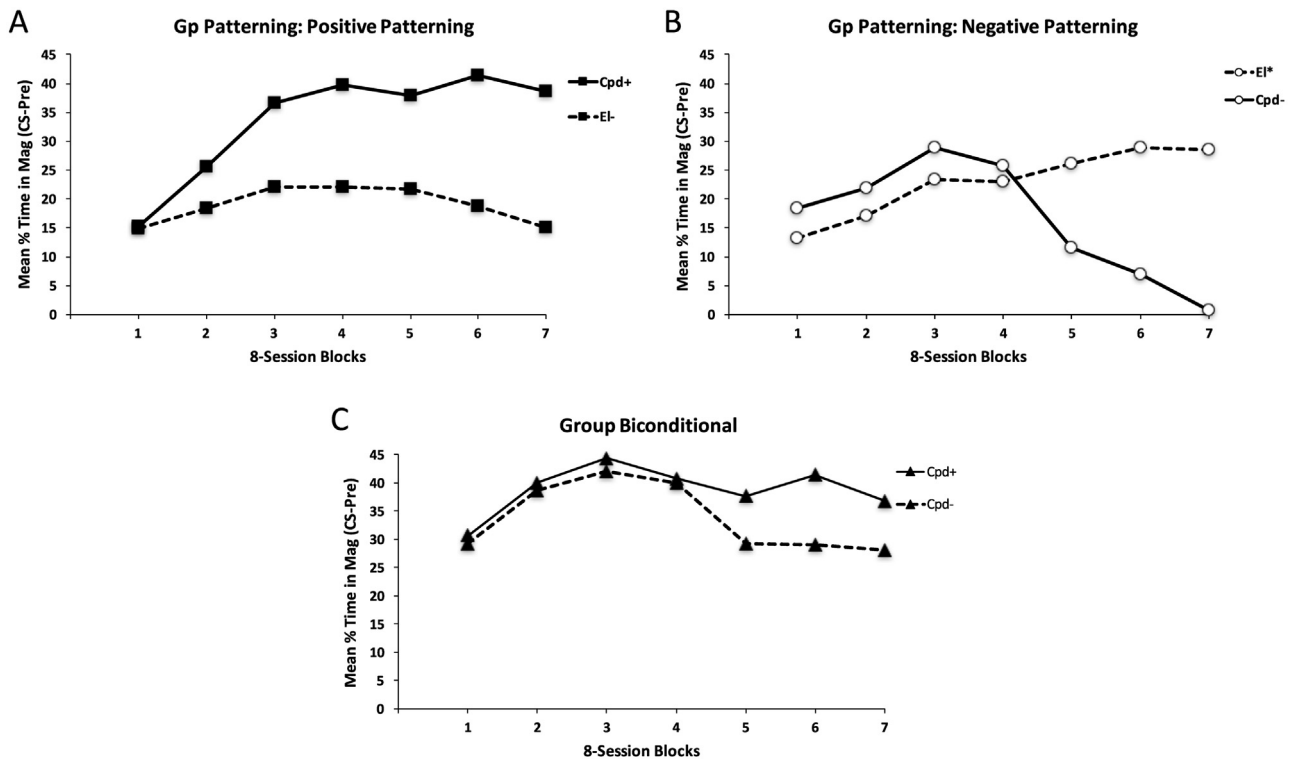 A
Gp Patterning: Positive Patterning
Mean % Time in Mag (CS-Pre)
45
40
35
30
25
20
15
10
5
0
1 2 3 4 5 6 7
8-Session Blocks
Cpd+
El-
B
Gp Patterning: Negative Patterning
Mean % Time in Mag (CS-Pre)
45
40
35
30
25
20
15
10
5
0
1 2 3 4 5 6 7
8-Session Blocks
El*
Cpd-
C
Group Biconditional
Mean % Time in Mag (CS-Pre)
45
40
35
30
25
20
15
10
5
0
1 2 3 4 5 6 7
8-Session Blocks
Cpd+
Cpd-